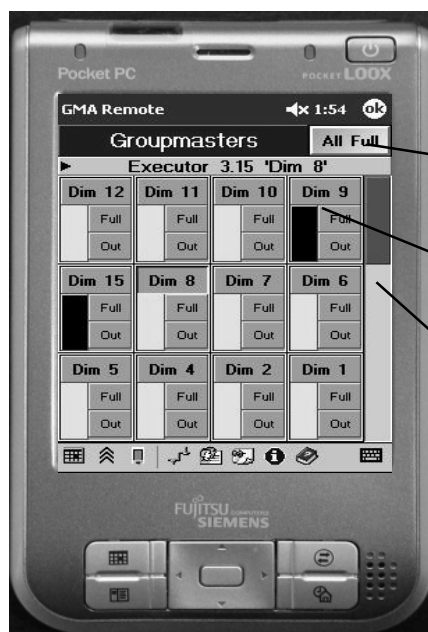 Pocket PC
POCKET LOOX
GMA Remote 1:54 ok
Groupmasters All Full
Executor 3.15 'Dim 8'
Dim 12 Dim 11 Dim 10 Dim 9
Full Full Full Full
Out Out Out Out
Dim 15 Dim 8 Dim 7 Dim 6
Full Full Full Full
Out Out Out Out
Dim 5 Dim 4 Dim 2 Dim 1
Full Full Full Full
Out Out Out Out
FUJITSU COMPUTERS
SIEMENS